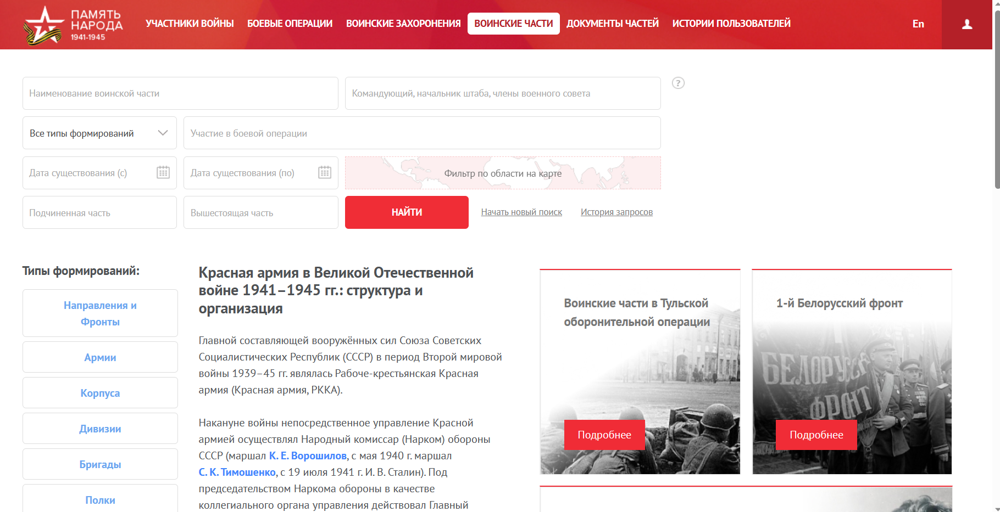 ПАМЯТЬ
НАРОДА
1941-1945
УЧАСТНИКИ ВОЙНЫ
БОЕВЫЕ ОПЕРАЦИИ
ВОИНСКИЕ ЗАХОРОНЕНИЯ
ВОИНСКИЕ ЧАСТИ
ДОКУМЕНТЫ ЧАСТЕЙ
ИСТОРИИ ПОЛЬЗОВАТЕЛЕЙ
En
Наименование воинской части
Командующий, начальник штаба, члены военного совета
?
Все типы формирований
Участие в боевой операции
Дата существования (с)
Дата существования (по)
Фильтр по области на карте
Подчиненная часть
Вышестоящая часть
НАЙТИ
Начать новый поиск
История запросов
Типы формирований:
Направления и
Фронты
Армии
Корпуса
Дивизии
Бригады
Полки
Красная армия в Великой Отечественной
войне 1941–1945 гг.: структура и
организация
Главной составляющей вооружённых сил Союза Советских
Социалистических Республик (СССР) в период Второй мировой
войны 1939–45 гг. являлась Рабоче-крестьянская Красная
армия (Красная армия, РККА).
Накануне войны непосредственное управление Красной
армией осуществлял Народный комиссар (Нарком) обороны
СССР (маршал К. Е. Ворошилов, с мая 1940 г. маршал
С. К. Тимошенко, с 19 июля 1941 г. И. В. Сталин). Под
председательством Наркома обороны в качестве
коллегиального органа управления действовал Главный
Воинские части в Тульской
оборонительной операции
Подробнее
1-й Белорусский фронт
БЕЛОРУССК
ФРОНТ
Подробнее